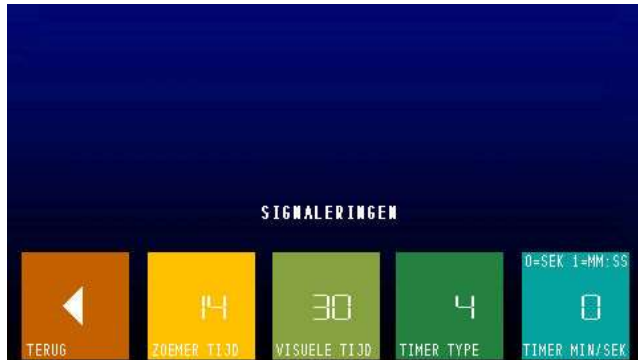 SIGNALERINGEN
0=SEK 1=MM:SS
14
30
4
0
TERUG
ZOEMER TIJD
VISUELE TIJD
TIMER TYPE
TIMER MIN/SEK